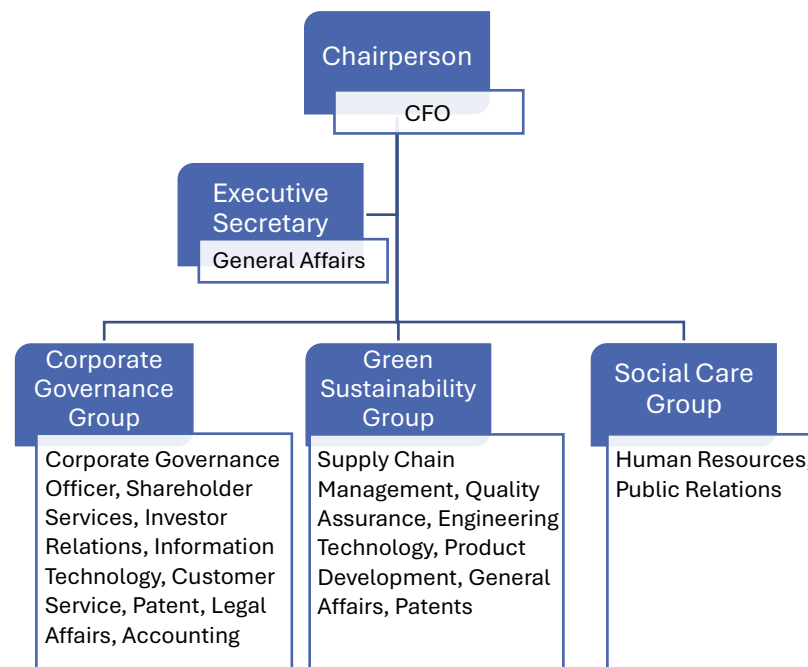 Chairperson
CFO
Executive
Secretary
General Affairs
Corporate
Governance
Group
Corporate Governance
Officer, Shareholder
Services, Investor
Relations, Information
Technology, Customer
Service, Patent, Legal
Affairs, Accounting
Green
Sustainability
Group
Supply Chain
Management, Quality
Assurance, Engineering
Technology, Product
Development, General
Affairs, Patents
Social Care
Group
Human Resources,
Public Relations